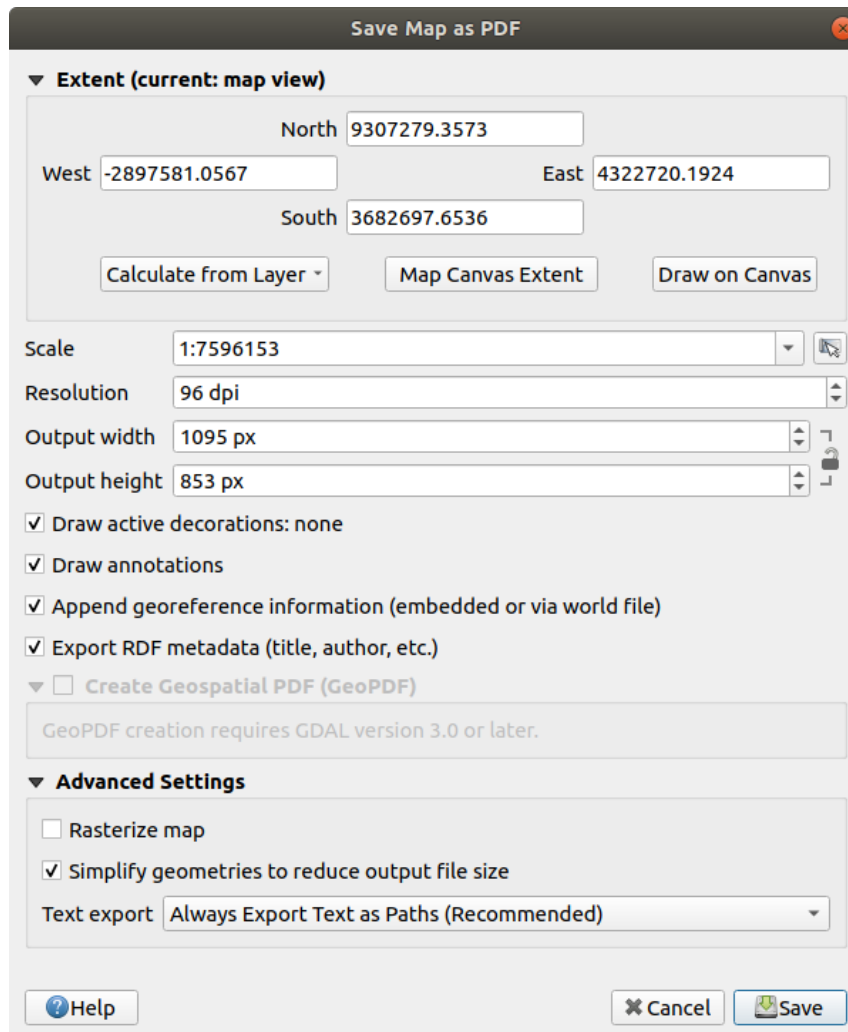 Save Map as PDF
Extent (current: map view)
North 9307279.3573
West -2897581.0567 East 4322720.1924
South 3682697.6536
Calculate from Layer Map Canvas Extent Draw on Canvas
Scale 1:7596153
Resolution 96 dpi
Output width 1095 px
Output height 853 px
Draw active decorations: none
Draw annotations
Append georeference information (embedded or via world file)
Export RDF metadata (title, author, etc.)
Create Geospatial PDF (GeoPDF)
GeoPDF creation requires GDAL version 3.0 or later.
Advanced Settings
Rasterize map
Simplify geometries to reduce output file size
Text export Always Export Text as Paths (Recommended)
Help Cancel Save